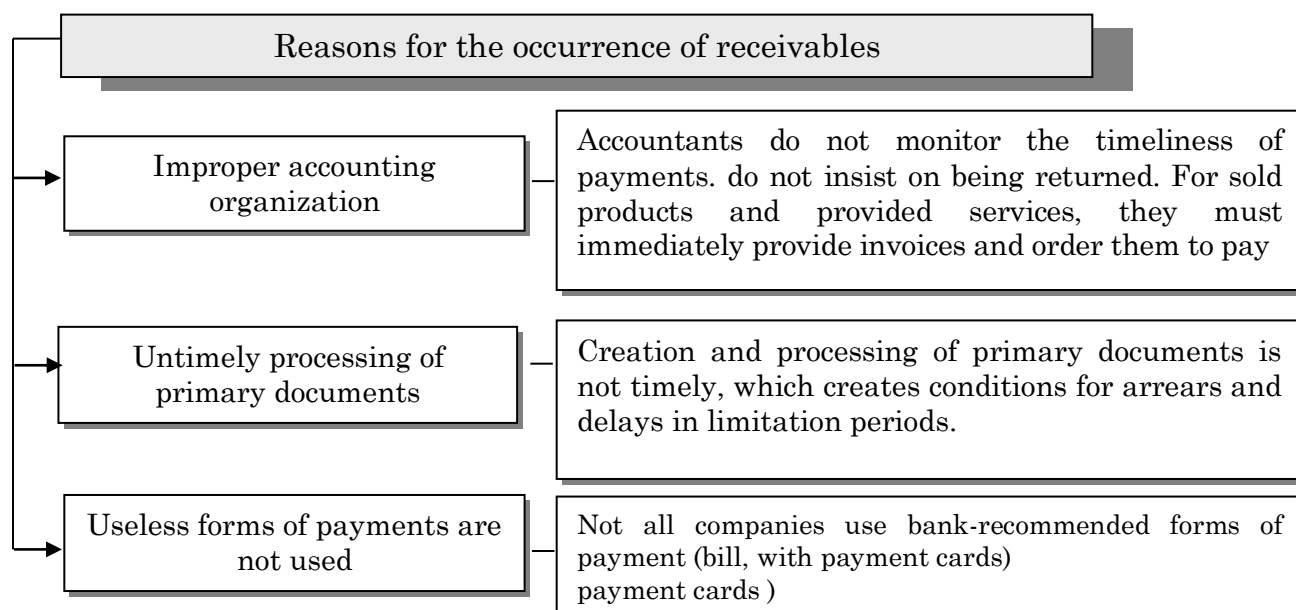 Reasons for the occurrence of receivables
Improper accounting
organization
Accountants do not monitor the timeliness of
payments. do not insist on being returned. For sold
products and provided services, they must
immediately provide invoices and order them to pay
Untimely processing of
primary documents
Creation and processing of primary documents is
not timely, which creates conditions for arrears and
delays in limitation periods.
Useless forms of payments are
not used
Not all companies use bank-recommended forms of
payment (bill, with payment cards)
payment cards )